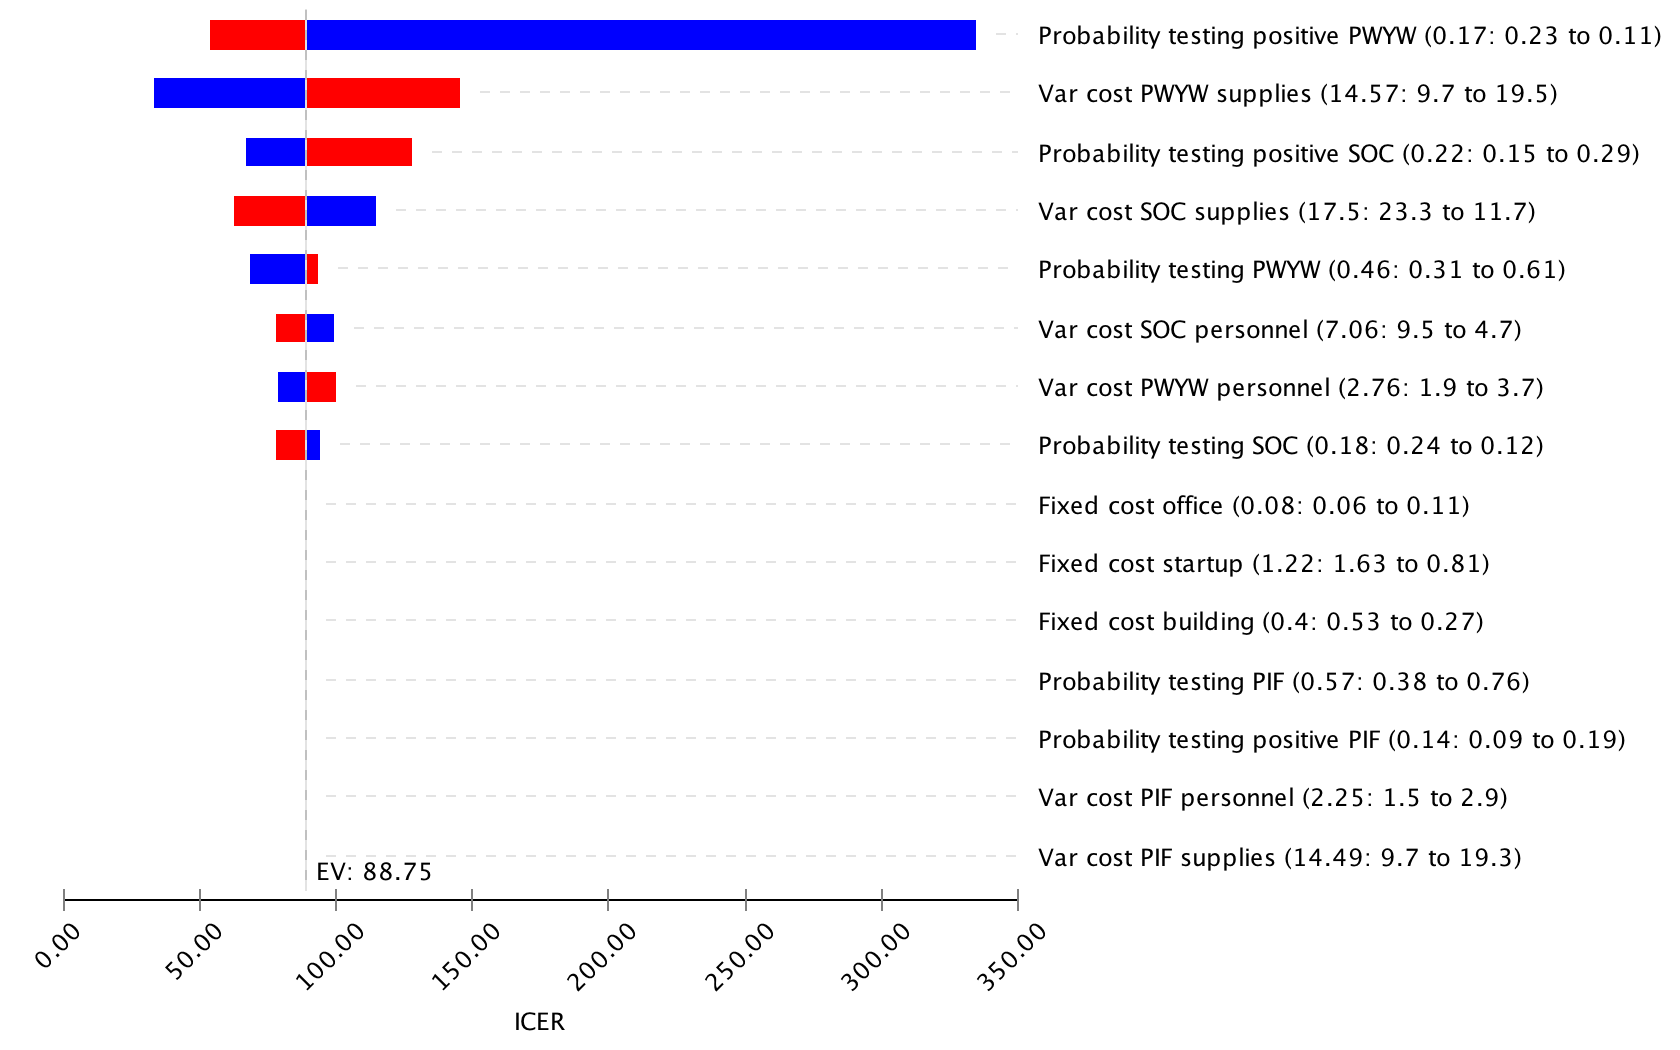 Probability testing positive PWYW (0.17: 0.23 to 0.11)
Var cost PWYW supplies (14.57: 9.7 to 19.5)
Probability testing positive SOC (0.22: 0.15 to 0.29)
Var cost SOC supplies (17.5: 23.3 to 11.7)
Probability testing PWYW (0.46: 0.31 to 0.61)
Var cost SOC personnel (7.06: 9.5 to 4.7)
Var cost PWYW personnel (2.76: 1.9 to 3.7)
Probability testing SOC (0.18: 0.24 to 0.12)
Fixed cost office (0.08: 0.06 to 0.11)
Fixed cost startup (1.22: 1.63 to 0.81)
Fixed cost building (0.4: 0.53 to 0.27)
Probability testing PIF (0.57: 0.38 to 0.76)
Probability testing positive PIF (0.14: 0.09 to 0.19)
Var cost PIF personnel (2.25: 1.5 to 2.9)
Var cost PIF supplies (14.49: 9.7 to 19.3)
EV: 88.75
0.00
50.00
100.00
150.00
200.00
250.00
300.00
350.00
ICER